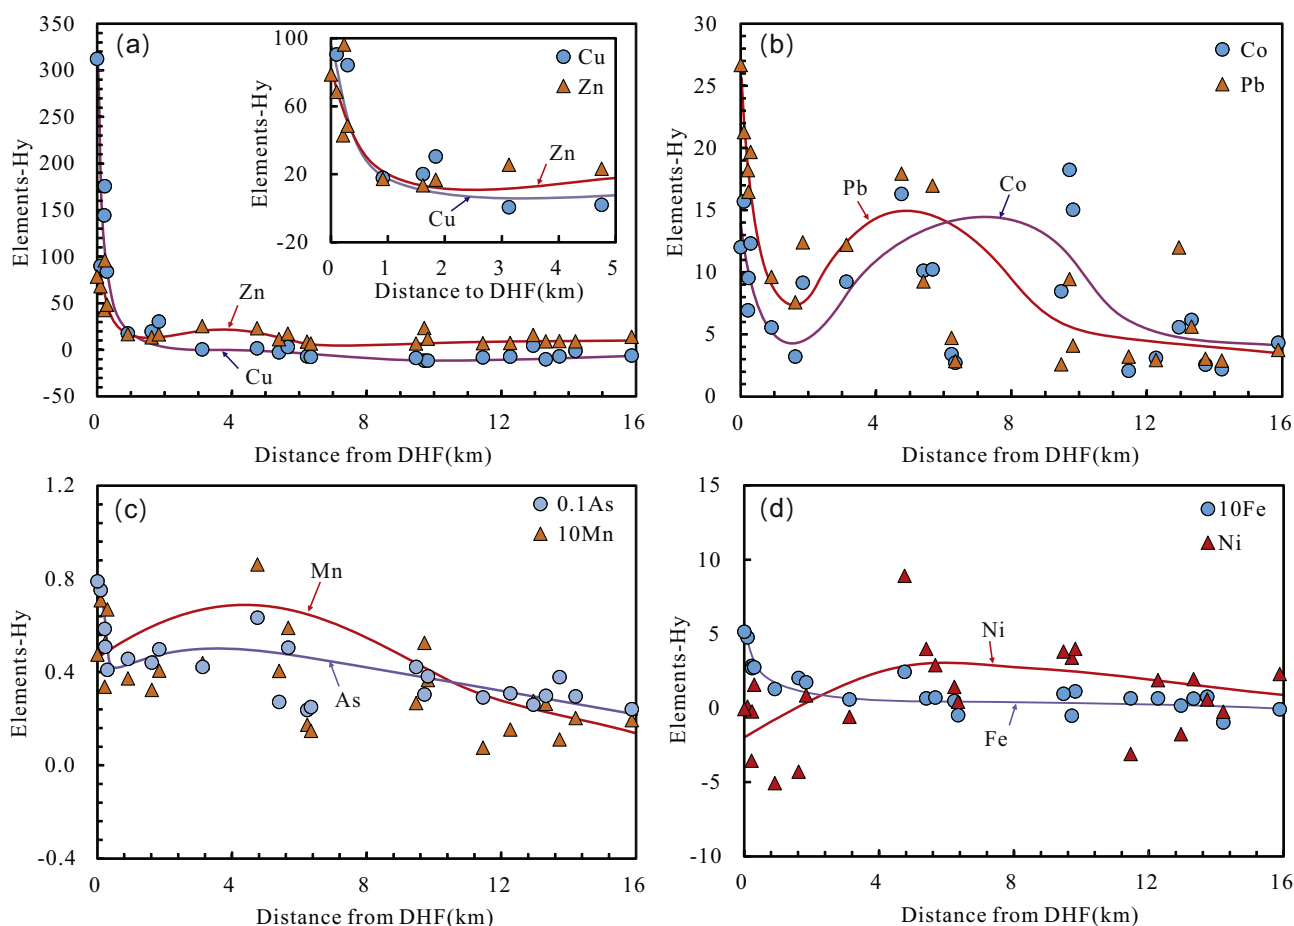 (a)
350
300
250
200
150
100
50
0
-50
Elements-Hy
0
4
8
12
16
Distance from DHF(km)
Zn
Cu
100
60
20
-20
Elements-Hy
0
1
2
3
4
5
Distance to DHF(km)
Cu
Zn
Zn
Cu
(b)
30
25
20
15
10
5
0
Elements-Hy
Co
Pb
Pb
Co
0
4
8
12
16
Distance from DHF(km)
(c)
1.2
0.8
0.4
0.0
-0.4
Elements-Hy
0.1As
10Mn
Mn
As
0
4
8
12
16
Distance from DHF(km)
(d)
15
10
5
0
-5
-10
Elements-Hy
10Fe
Ni
Ni
Fe
0
4
8
12
16
Distance from DHF(km)